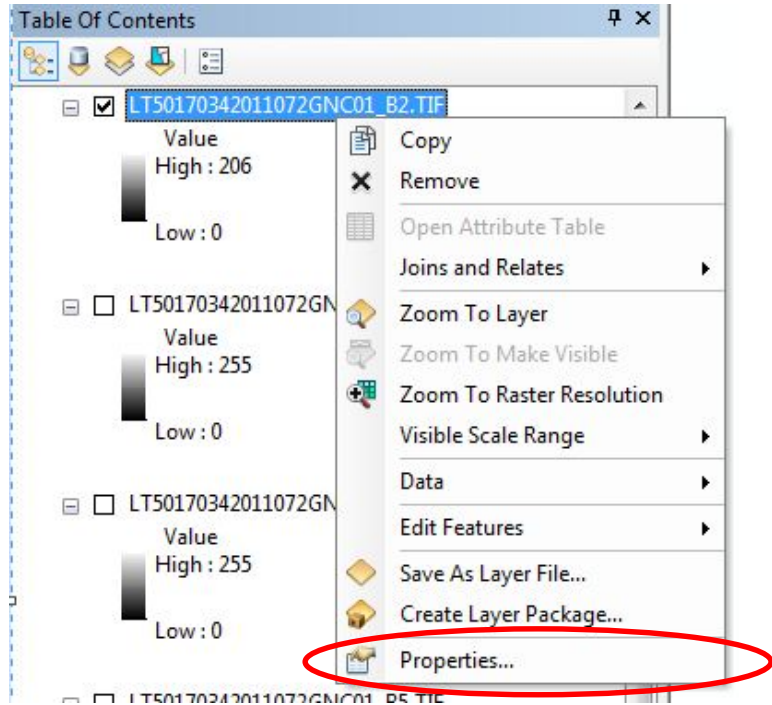 Table Of Contents
LT50170342011072GNC01_B2.TIF
Value
High : 206
Low : 0
LT50170342011072GN
Value
High : 255
Low : 0
LT50170342011072GN
Value
High : 255
Low : 0
LT50170342011072GNC01_B5.TIF
Copy
Remove
Open Attribute Table
Joins and Relates
Zoom To Layer
Zoom To Make Visible
Zoom To Raster Resolution
Visible Scale Range
Data
Edit Features
Save As Layer File...
Create Layer Package...
Properties...